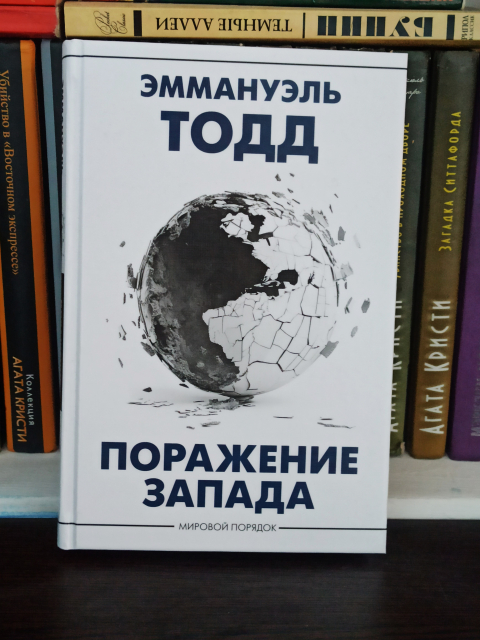 ТЕМНЫЕ АЛЛЕИ
БУНИН
ЭММАНУЭЛЬ
ТОДД
ПОРАЖЕНИЕ
ЗАПАДА
МИРОВОЙ ПОРЯДОК
Убийство в «Восточном экспрессе»
Коллекция
АГАТА КРИСТИ
АГАТА КРИСТИ
ЗАГАДКА СИТТАФОРДА